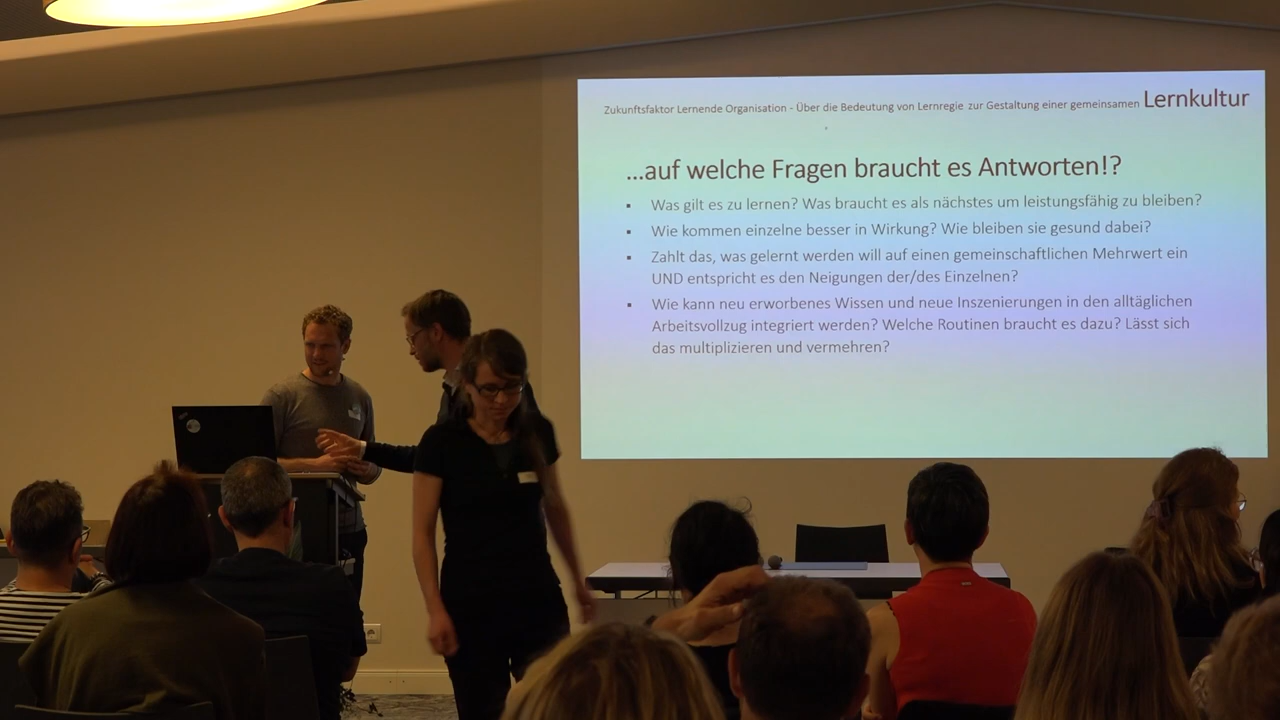 Zukunftsfaktor Lernende Organisation - Über die Bedeutung von Lernregie zur Gestaltung einer gemeinsamen Lernkultur
...auf welche Fragen braucht es Antworten!?
▪ Was gilt es zu lernen? Was braucht es als nächstes um leistungsfähig zu bleiben?
▪ Wie kommen einzelne besser in Wirkung? Wie bleiben sie gesund dabei?
▪ Zahlt das, was gelernt werden will auf einen gemeinschaftlichen Mehrwert ein
UND entspricht es den Neigungen der/des Einzelnen?
▪ Wie kann neu erworbenes Wissen und neue Inszenierungen in den alltäglichen
Arbeitsvollzug integriert werden? Welche Routinen braucht es dazu? Lässt sich
das multiplizieren und vermehren?